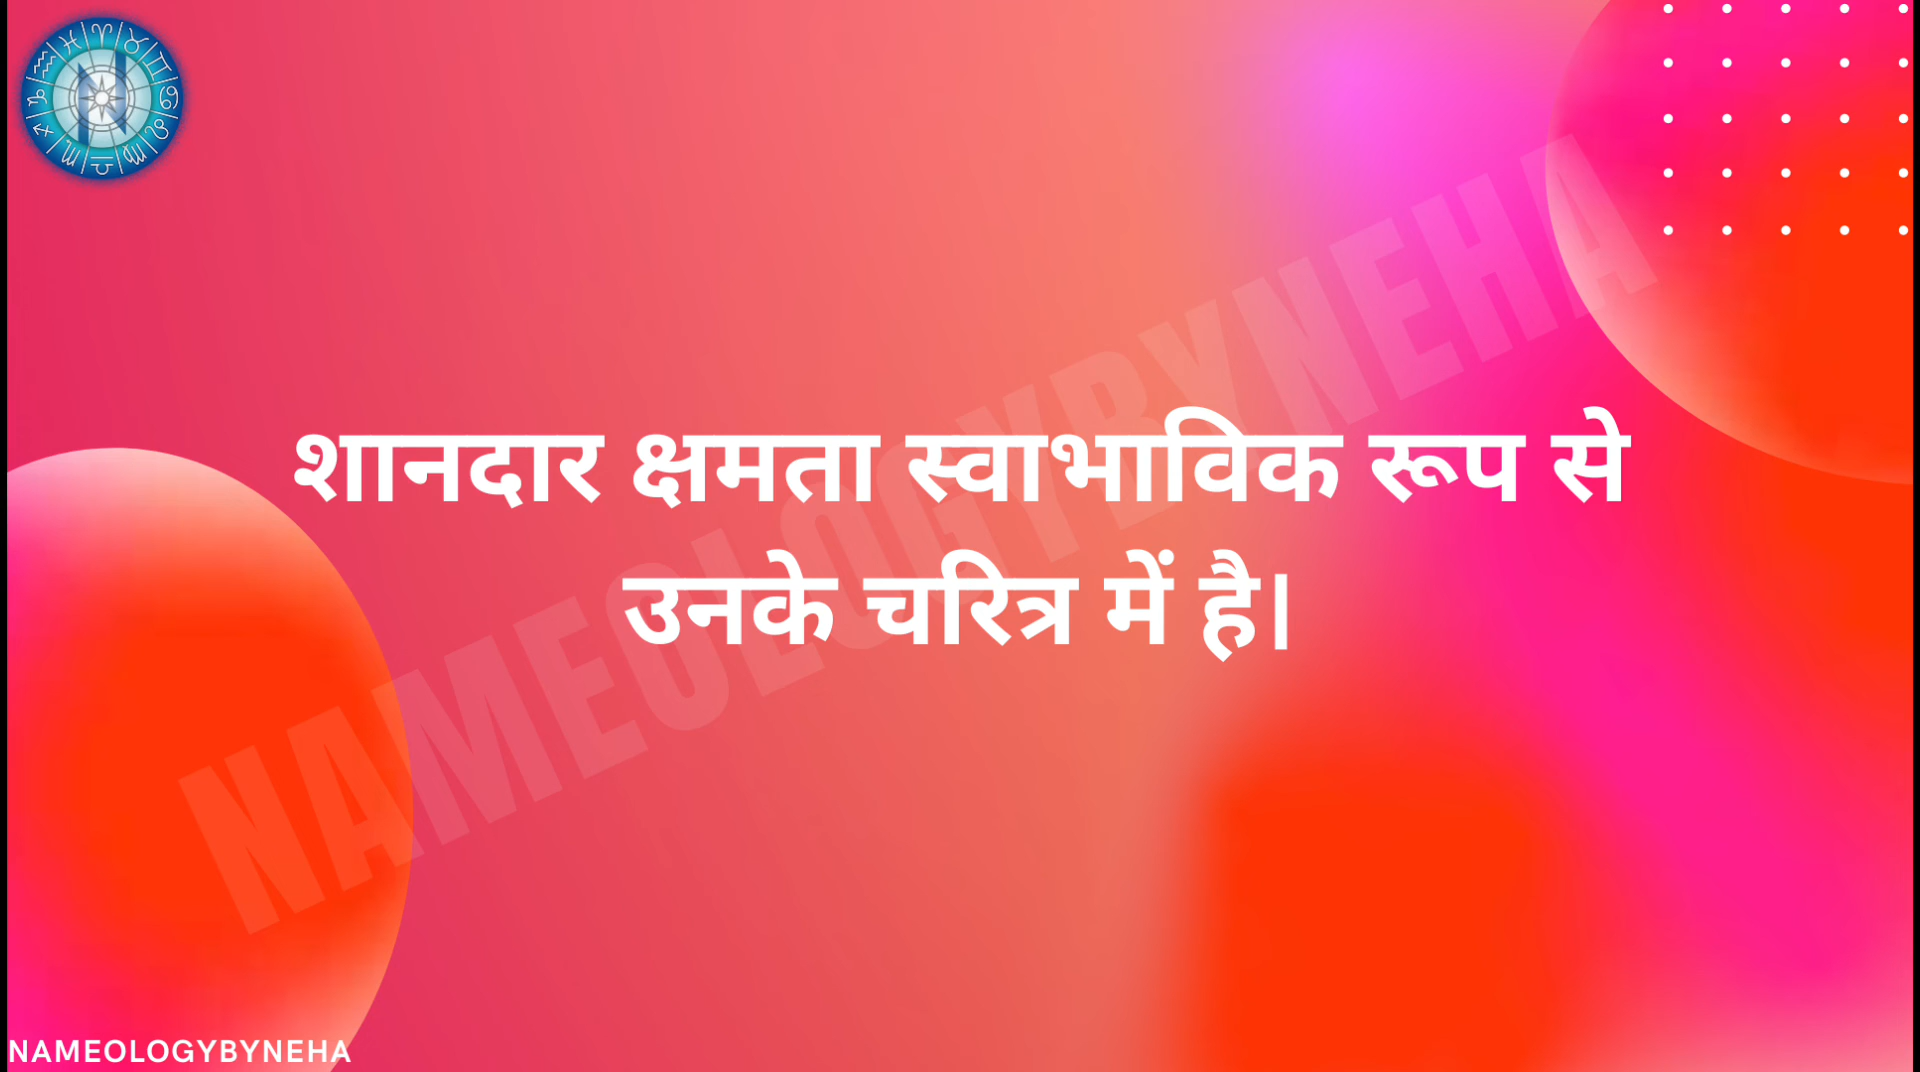 शानदार क्षमता स्वाभाविक रूप से
उनके चरित्र में है।
NAMEOLOGYBYNEHA
NAMEOLOGYBYNEHA